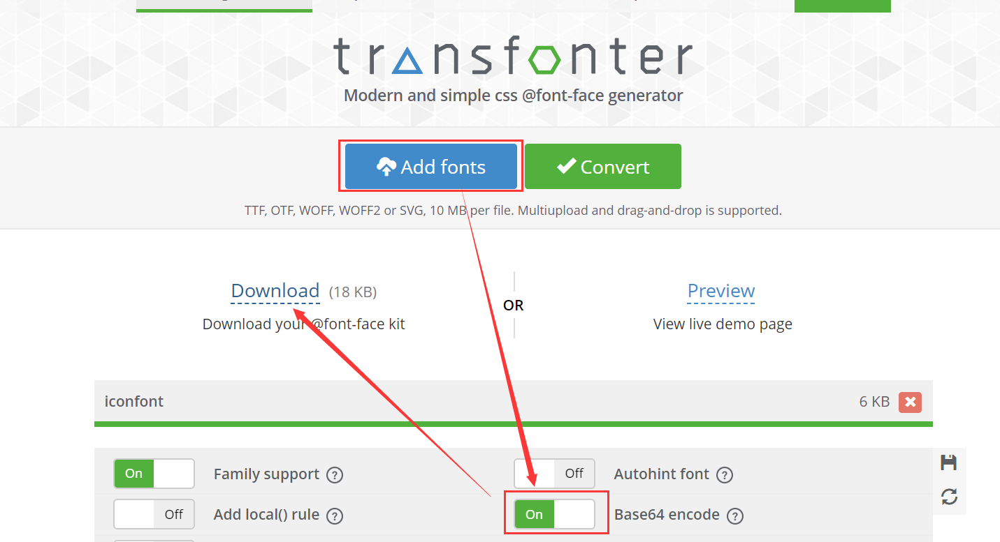 transfonter
Modern and simple css @font-face generator
Add fonts
Convert
TTF, OTF, WOFF, WOFF2 or SVG, 10 MB per file. Multiupload and drag-and-drop is supported.
Download (18 KB)
Download your @font-face kit
OR
Preview
View live demo page
iconfont
6 KB
On
Family support ?
Off
Autohint font ?
Off
Add local() rule ?
On
Base64 encode ?